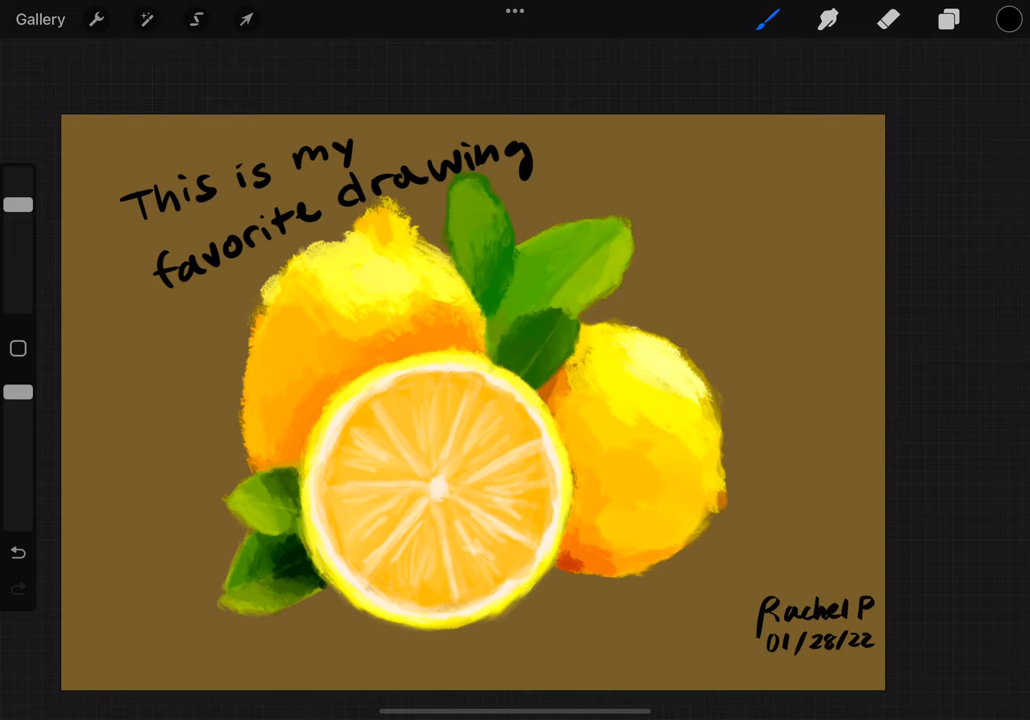 Gallery
This is my
favorite drawing
Rachel P
01/28/22